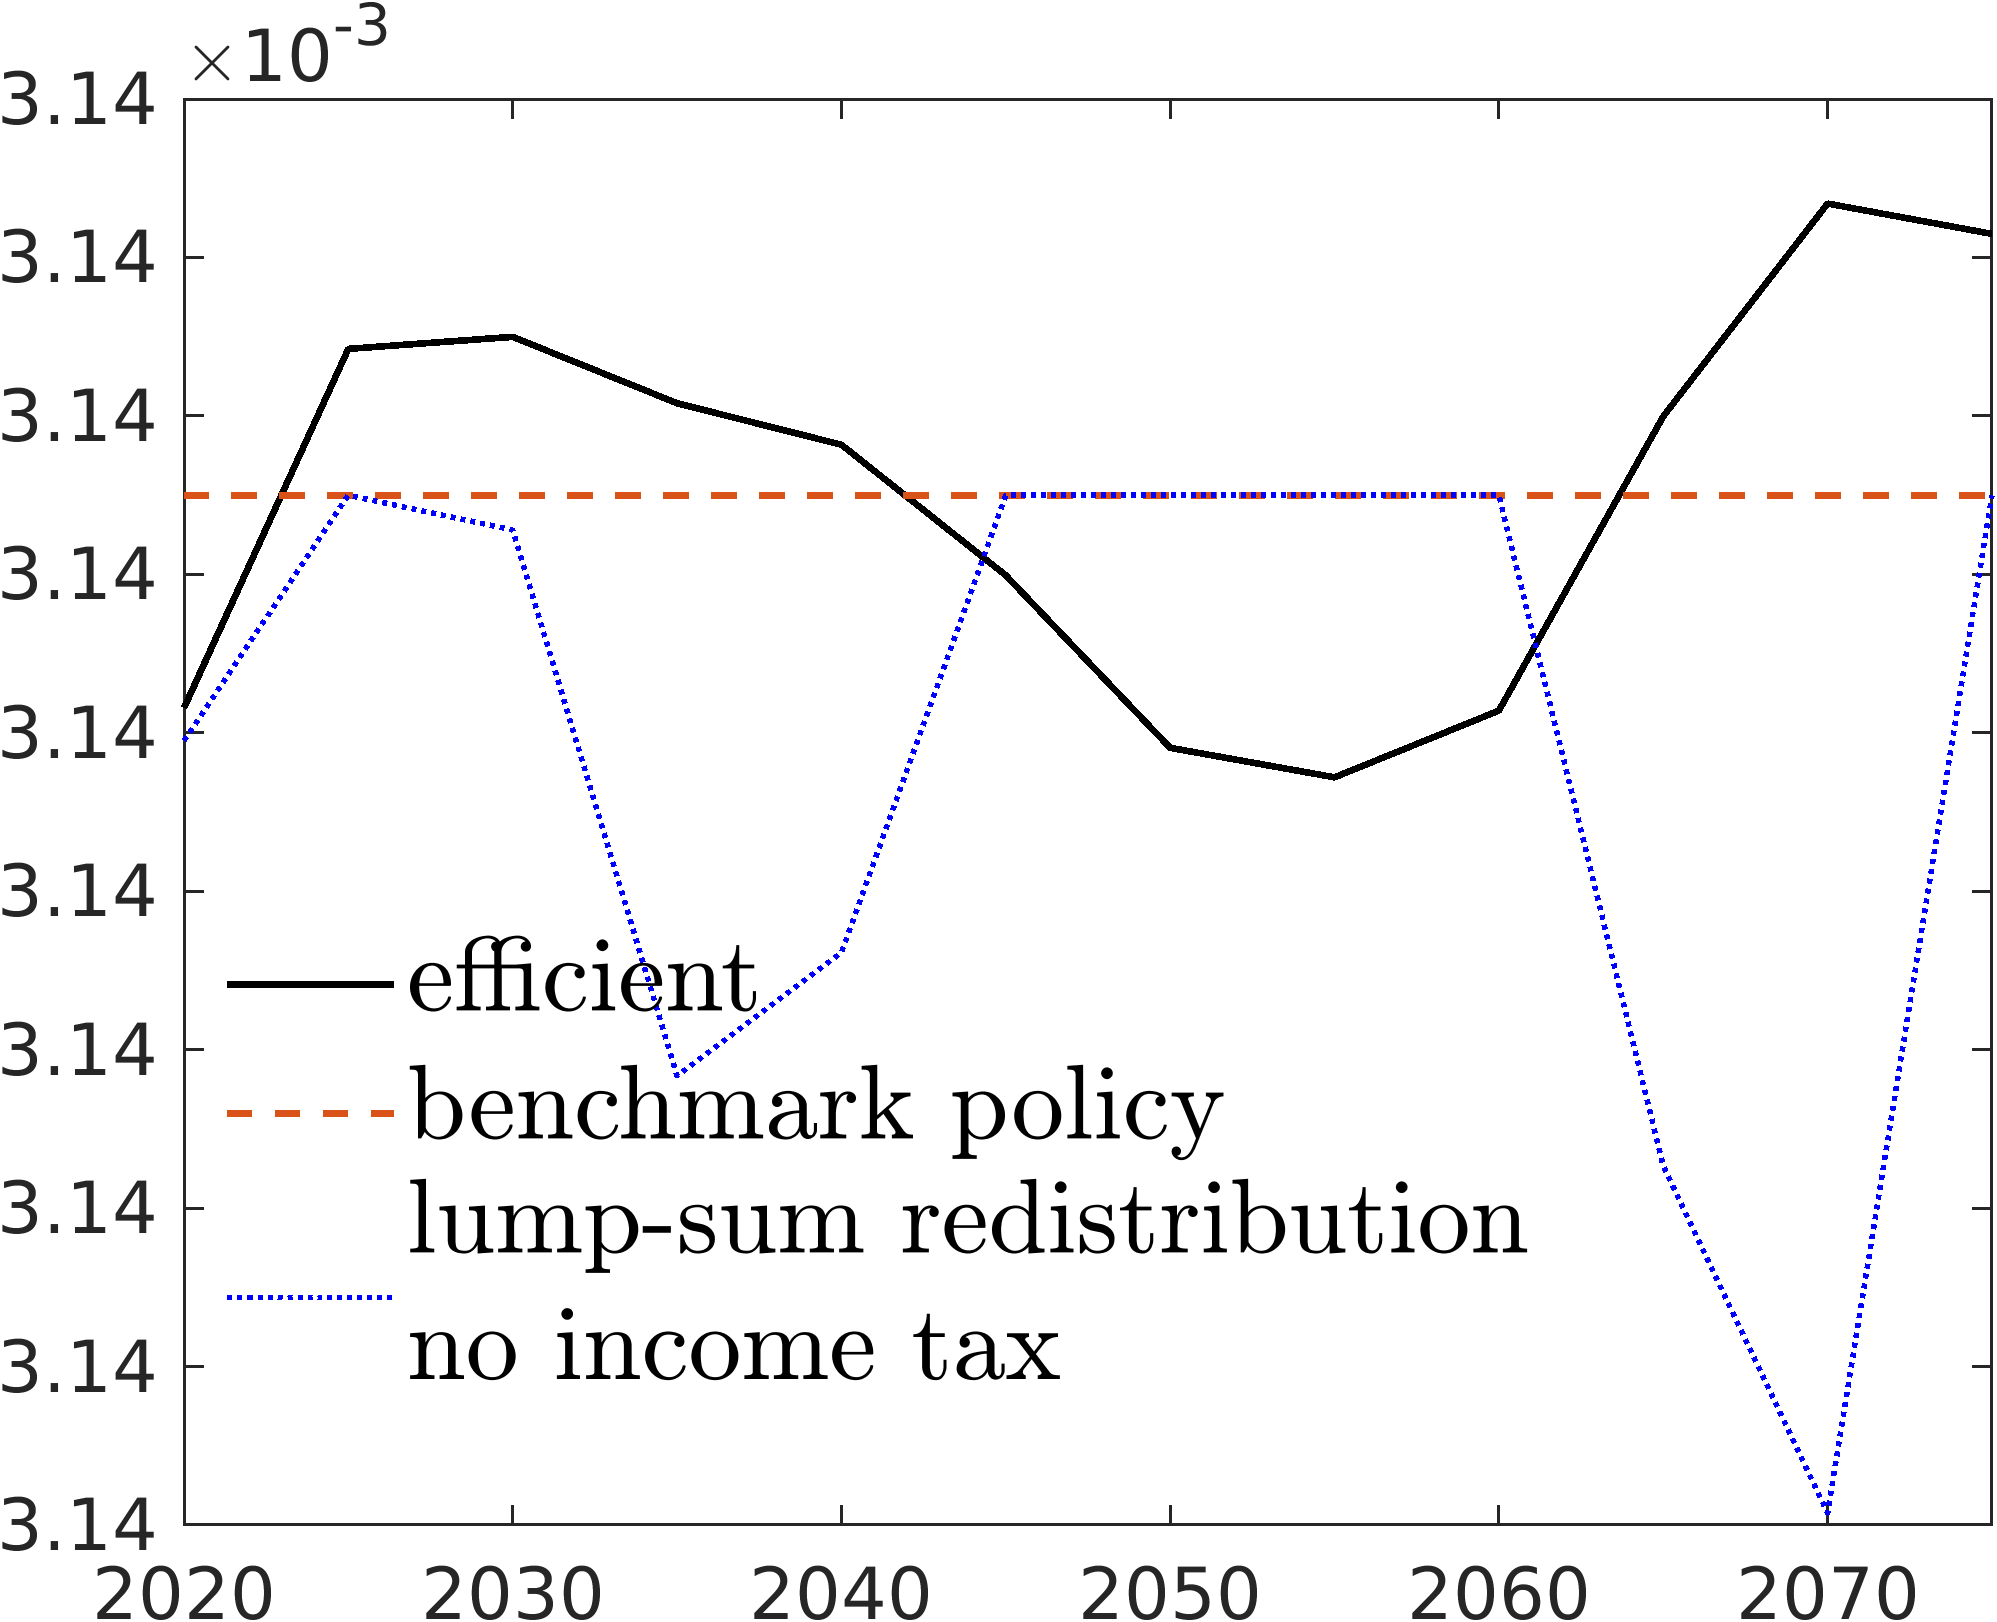 ×10-3
3.14
3.14
3.14
3.14
3.14
3.14
3.14
3.14
3.14
3.14
efficient
benchmark policy
lump-sum redistribution
no income tax
2020 2030 2040 2050 2060 2070